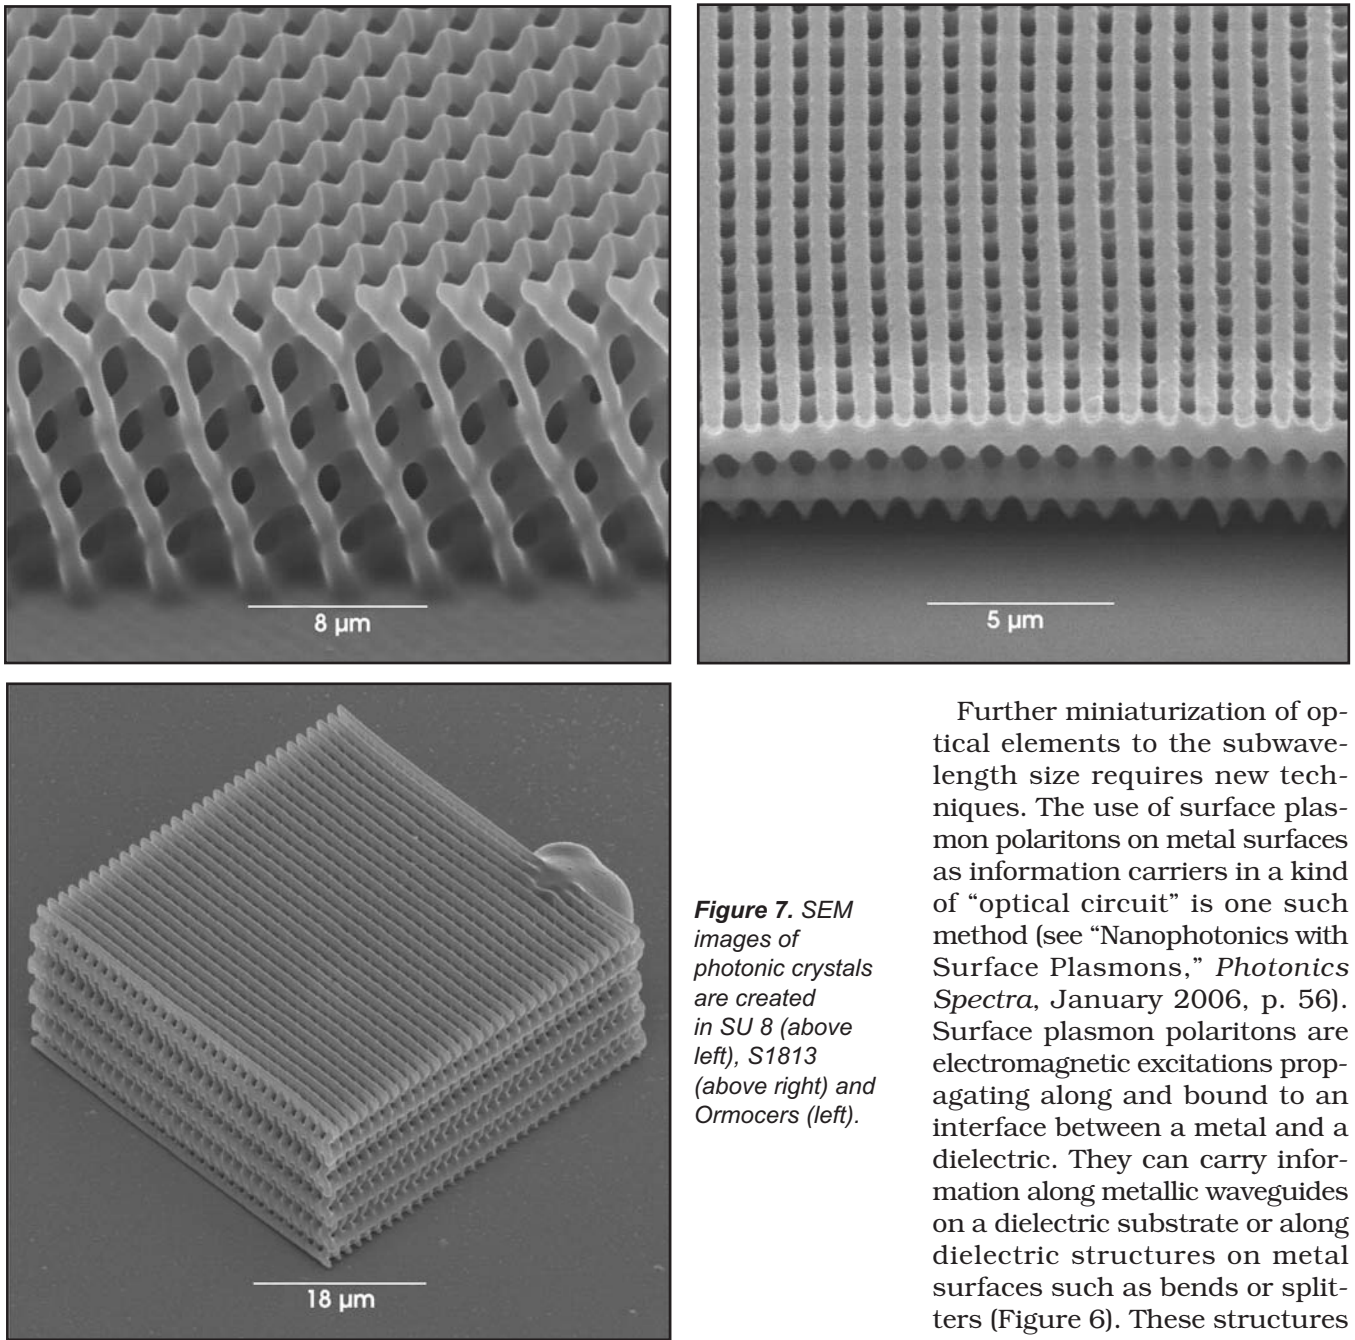 8 µm
5 µm
18 µm
Figure 7. SEM
images of
photonic crystals
are created
in SU 8 (above
left), S1813
(above right) and
Ormocers (left).
Further miniaturization of op-
tical elements to the subwave-
length size requires new tech-
niques. The use of surface plas-
mon polaritons on metal surfaces
as information carriers in a kind
of “optical circuit” is one such
method (see “Nanophotonics with
Surface Plasmons,” Photonics
Spectra, January 2006, p. 56).
Surface plasmon polaritons are
electromagnetic excitations prop-
agating along and bound to an
interface between a metal and a
dielectric. They can carry infor-
mation along metallic waveguides
on a dielectric substrate or along
dielectric structures on metal
surfaces such as bends or split-
ters (Figure 6). These structures